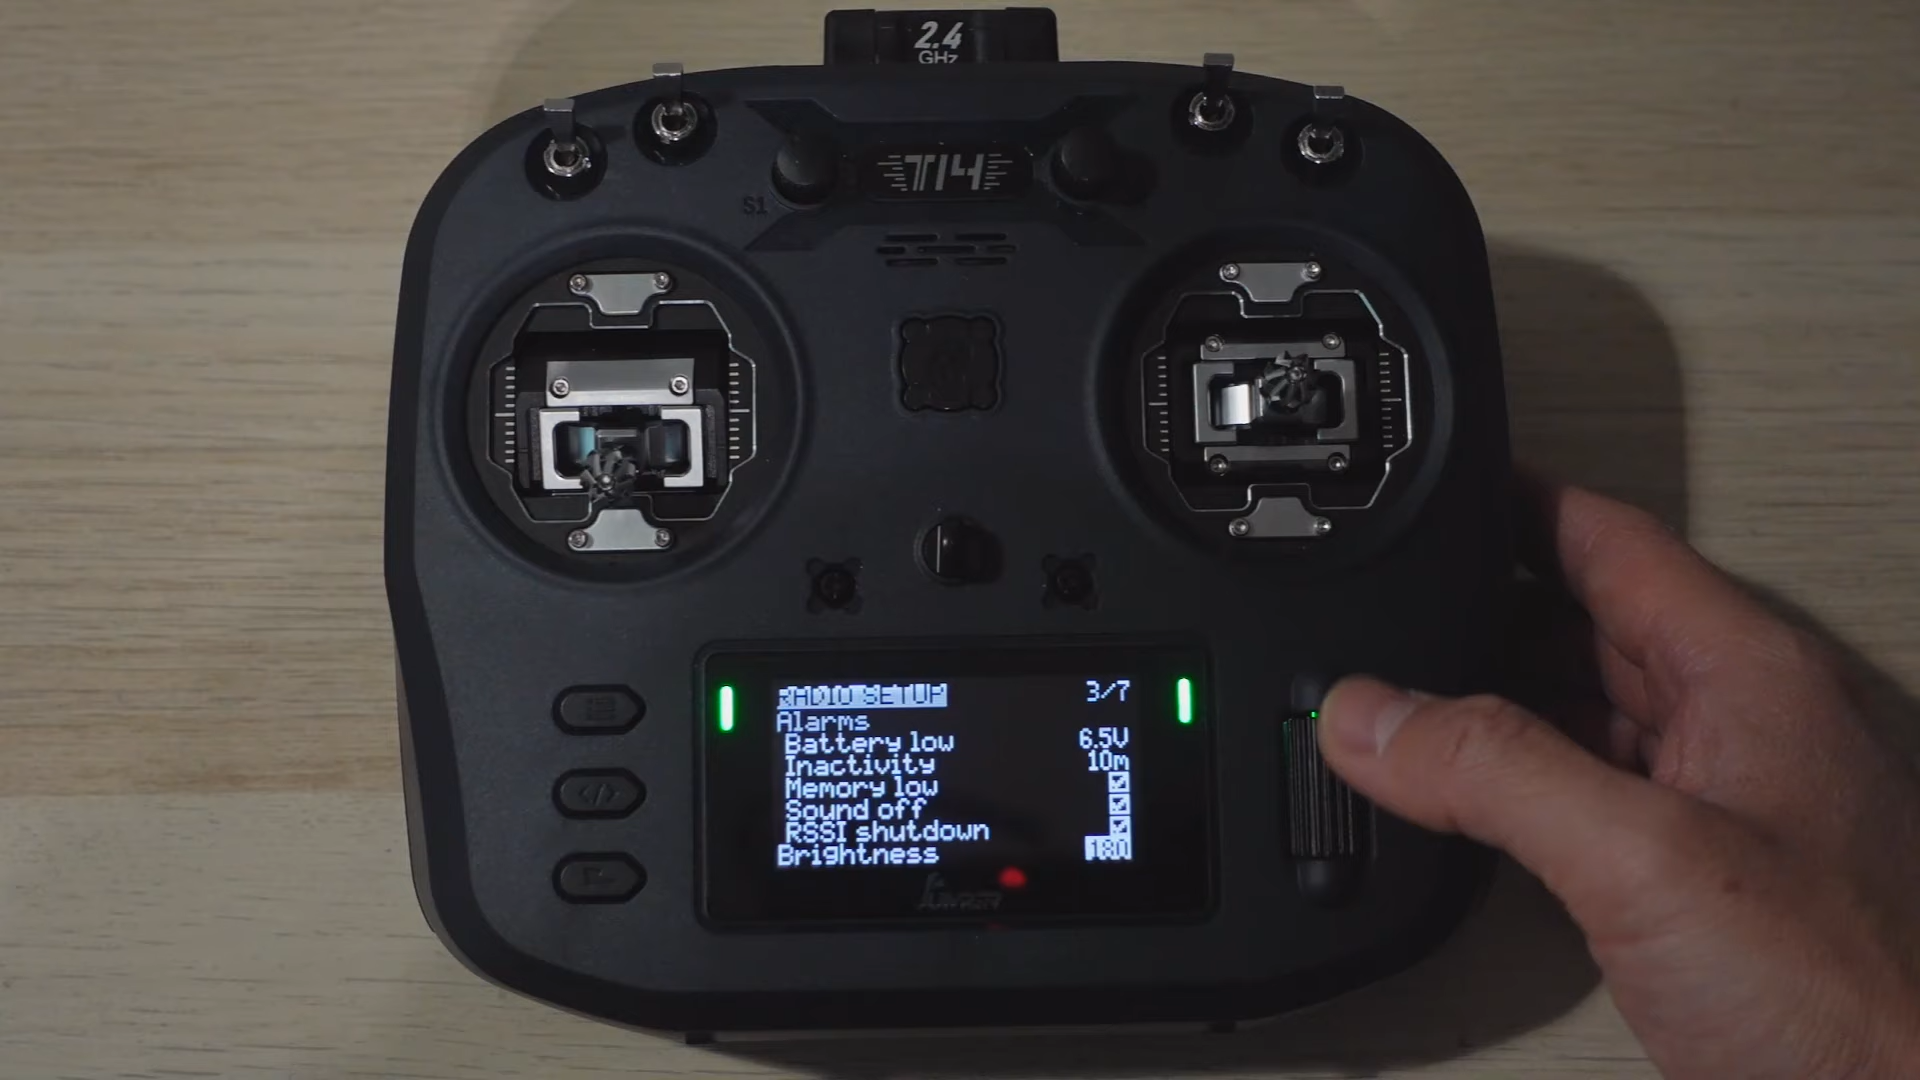 2.4
GHz
T14
S1
RADIO SETUP 3/7
Alarms
Battery low 6.5V
Inactivity 10m
Memory low
Sound off
RSSI shutdown
Brightness
Jumper